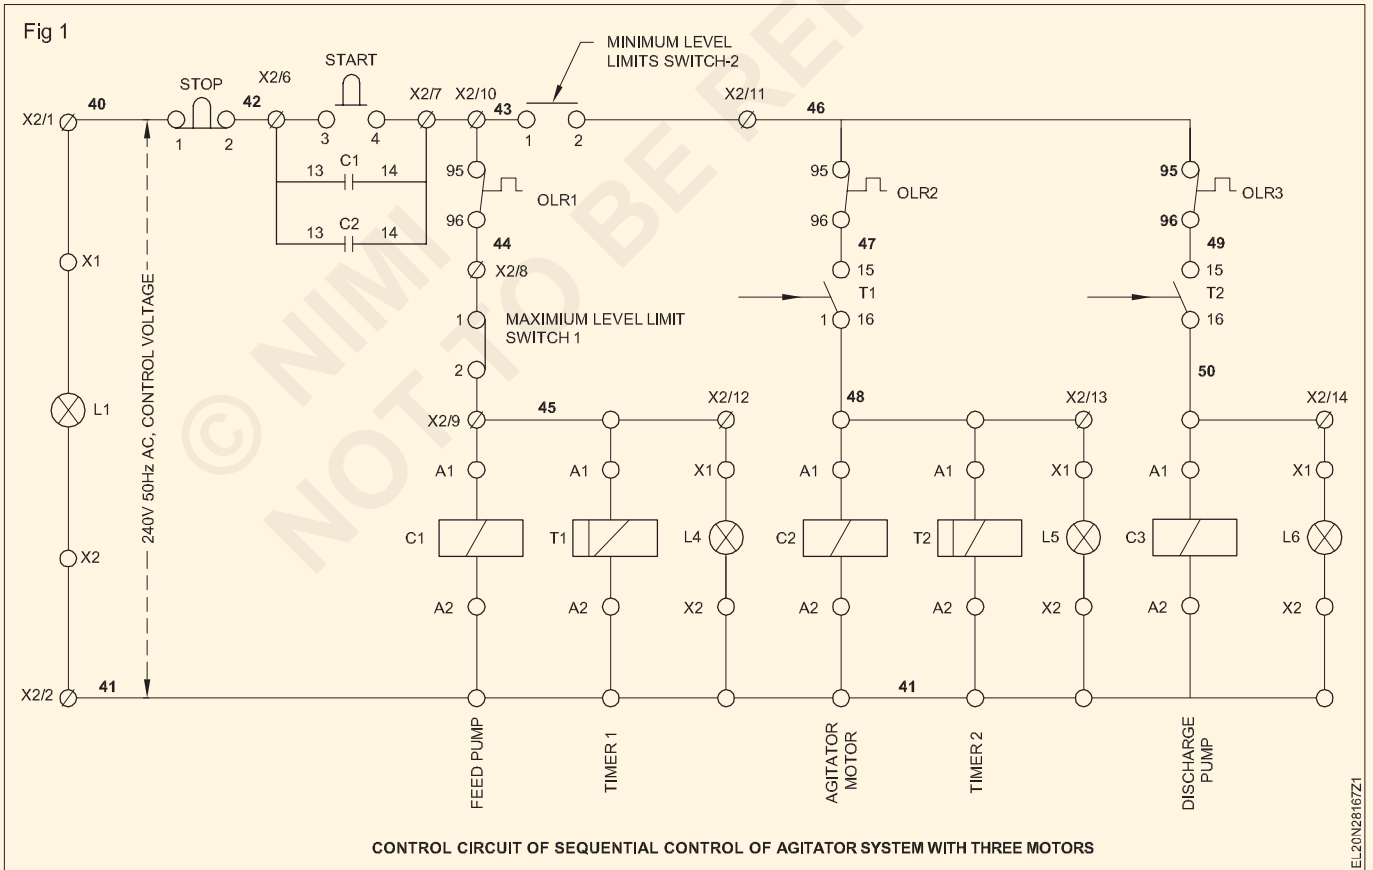 Fig 1
MINIMUM LEVEL
LIMITS SWITCH-2
START
STOP
X2/6
X2/7
X2/10
X2/11
X2/1
40
42
43
46
1
2
3
4
1
2
13
C1
14
13
C2
14
95
OLR1
96
95
OLR2
96
95
OLR3
96
44
47
49
X2/8
15
T1
1
16
15
T2
16
X1
1
MAXIMIUM LEVEL LIMIT
SWITCH 1
2
50
240V 50Hz AC, CONTROL VOLTAGE
L1
X2/9
45
X2/12
48
X2/13
X2/14
A1
A1
X1
A1
A1
X1
A1
X1
C1
T1
L4
C2
T2
L5
C3
L6
X2
A2
A2
X2
A2
A2
X2
A2
X2
X2/2
41
41
FEED PUMP
TIMER 1
AGITATOR
MOTOR
TIMER 2
DISCHARGE
PUMP
CONTROL CIRCUIT OF SEQUENTIAL CONTROL OF AGITATOR SYSTEM WITH THREE MOTORS
EL20N28167Z1
© NIMI
NOT TO BE REP